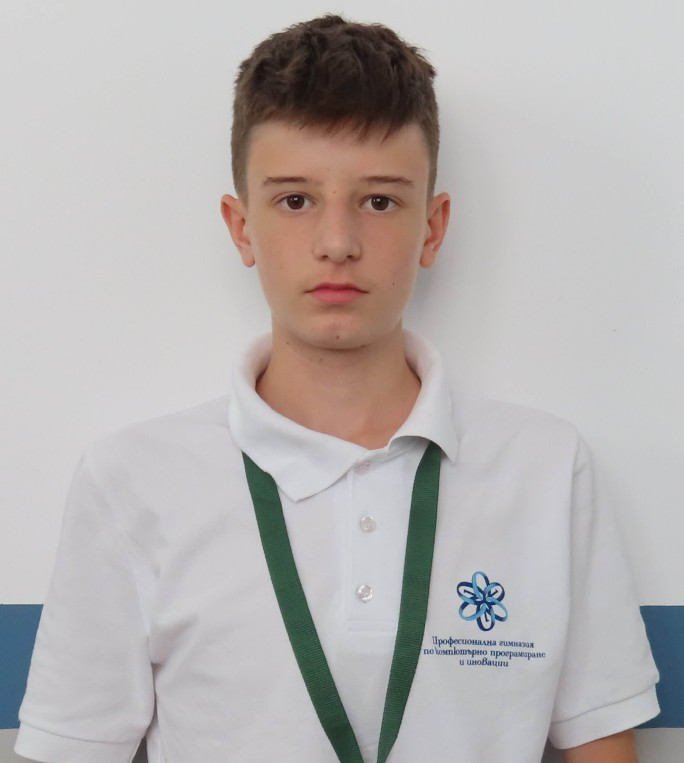 Професионална гимназия
по компютърно програмиране
и иновации